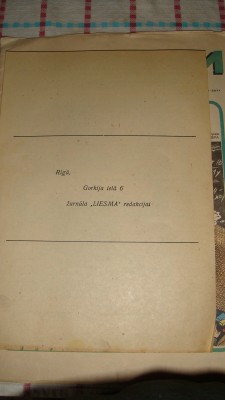 Rīgā,
Gorkija ielā 6
žurnāla „LIESMA" redakcijai